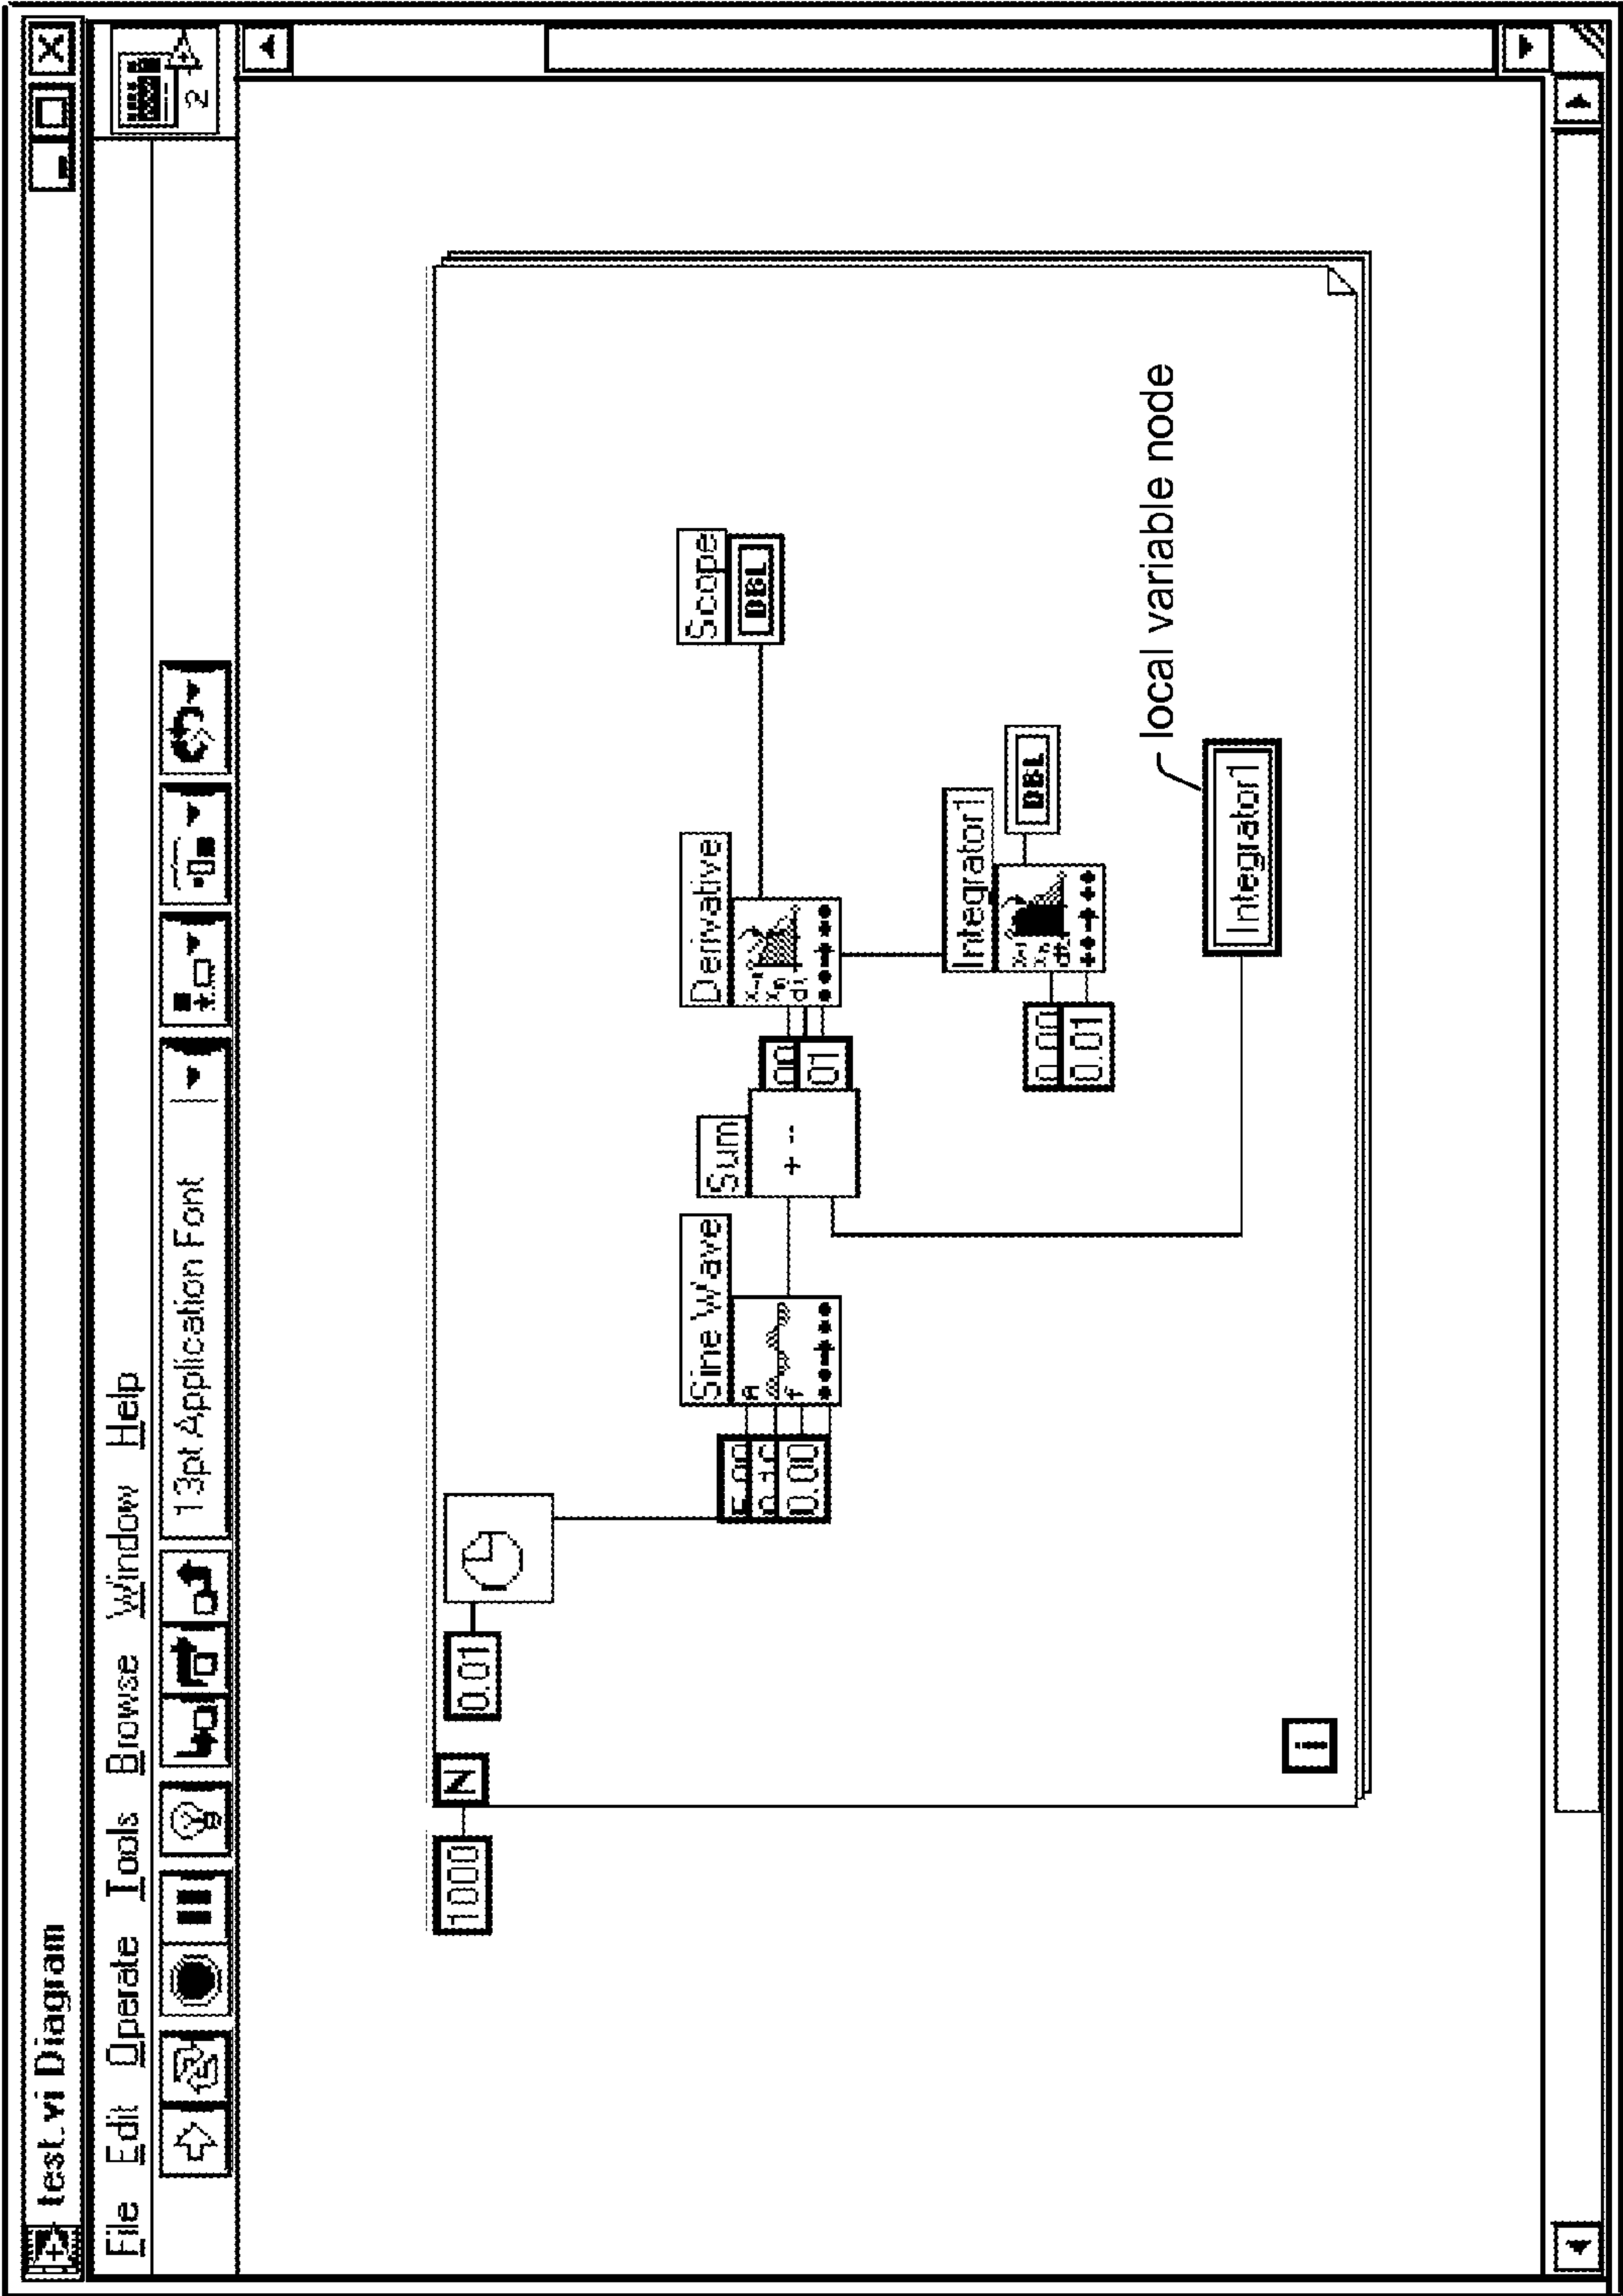 test.vi Diagram
File Edit Operate Tools Browse Window Help
13pt Application Font
2
1000
N
0.01
Sine Wave
A
f
0.00
Sum
+ --
01
Derivative
dt
Scope
DBL
Integrator1
DBL
0.00
0.01
local variable node
Integrator1
i